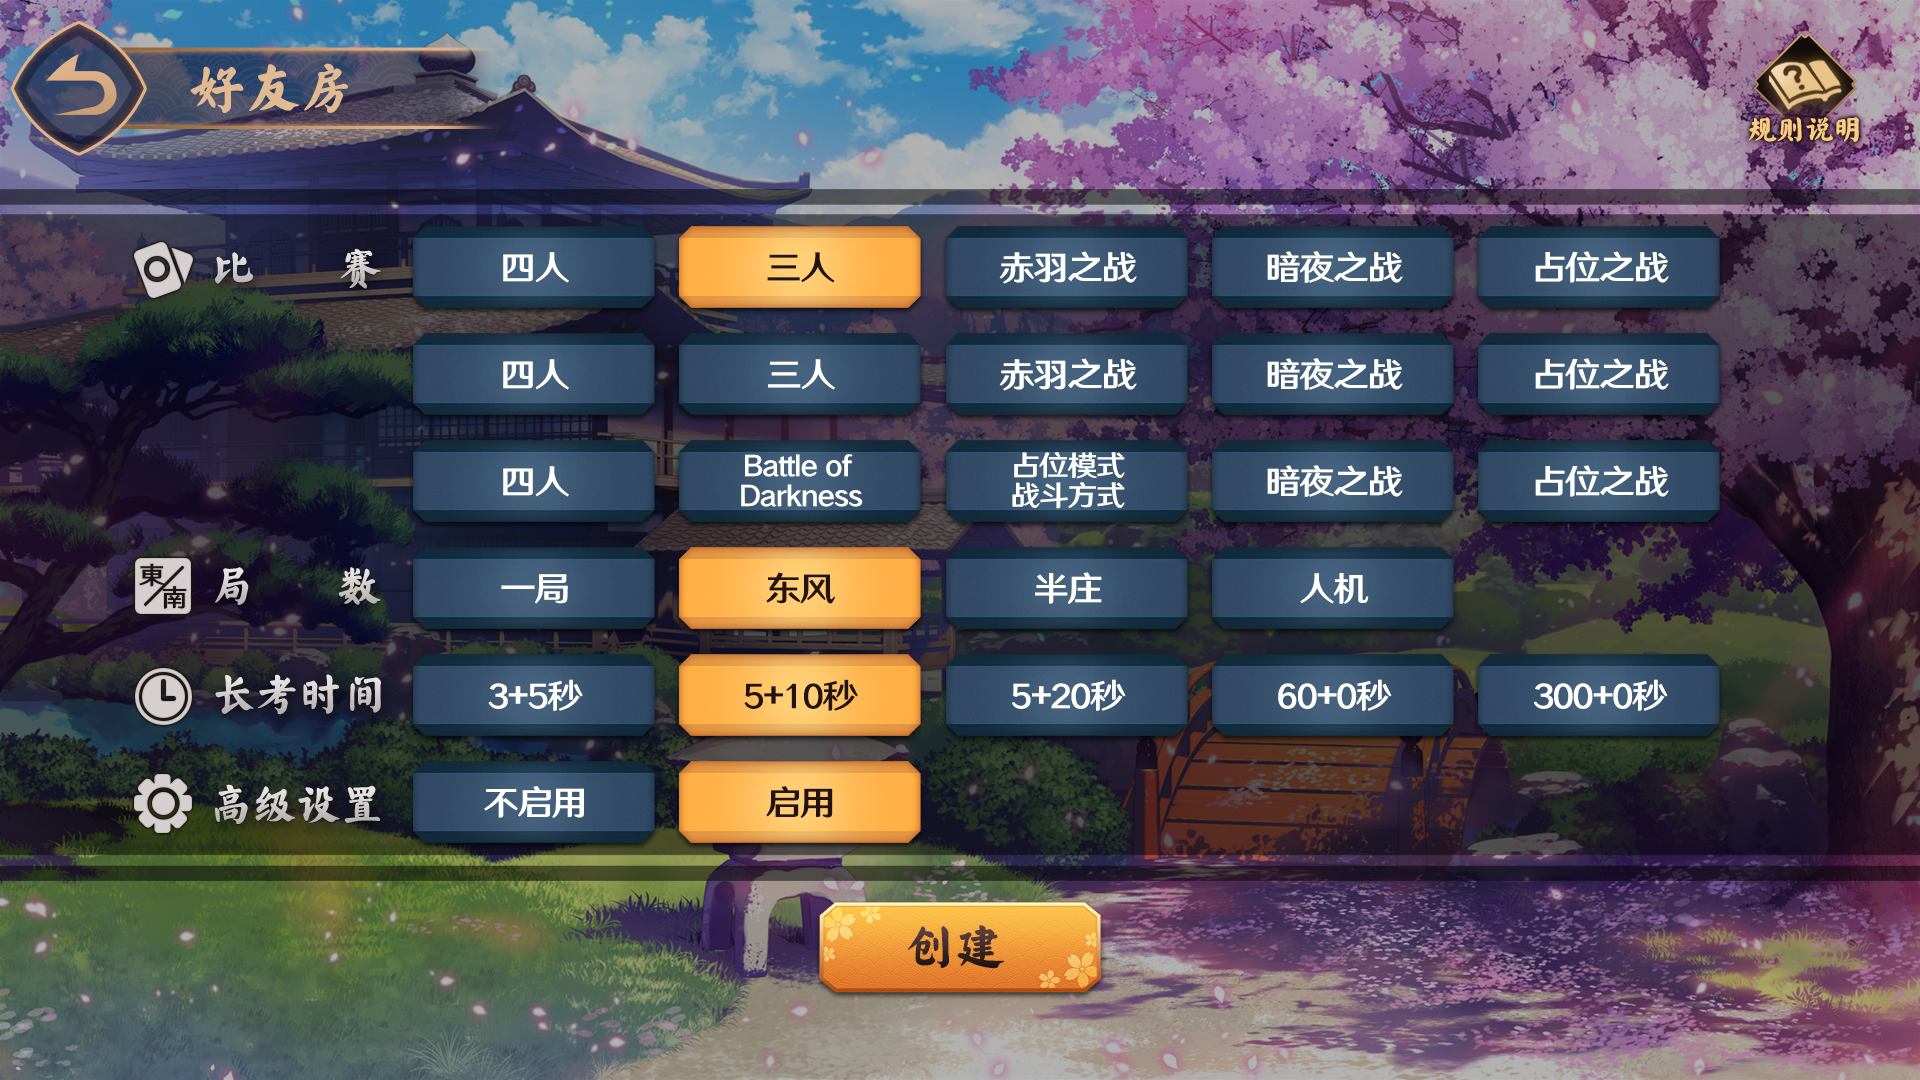 好友房
规则说明
比赛
四人 三人 赤羽之战 暗夜之战 占位之战
四人 三人 赤羽之战 暗夜之战 占位之战
四人 Battle of Darkness 占位模式 战斗方式 暗夜之战 占位之战
東/南
局数
一局 东风 半庄 人机
长考时间
3+5秒 5+10秒 5+20秒 60+0秒 300+0秒
高级设置
不启用 启用
创建